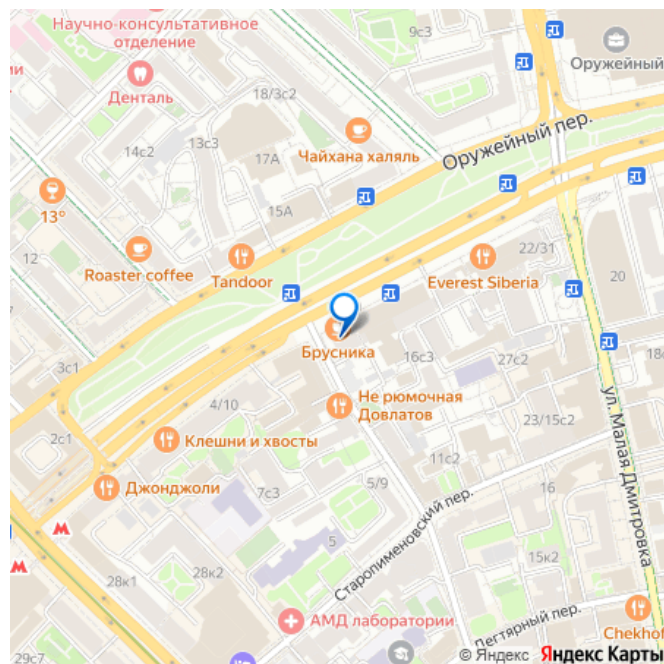 Научно-консультативное
отделение
9с3
Оружейный
ии
Денталь
18/3с2
13с3
14с2
17А
Чайхана халяль
Оружейный пер.
15А
13°
12
Roaster coffee
Tandoor
22/31
Everest Siberia
20
Брусника
16с3
27с2
3с1
Не рюмочная
Довлатов
4/10
23/15с2
2с1
Клешни и хвосты
ул. Малая Дмитровка
11с2
Джонджоли
7с3
5/9
16
Старопименовский пер.
5
15к2
28к1
28к2
АМД лаборатории
Дегтярный пер.
Chekhof
29с7
© Яндекс Яндекс Карты